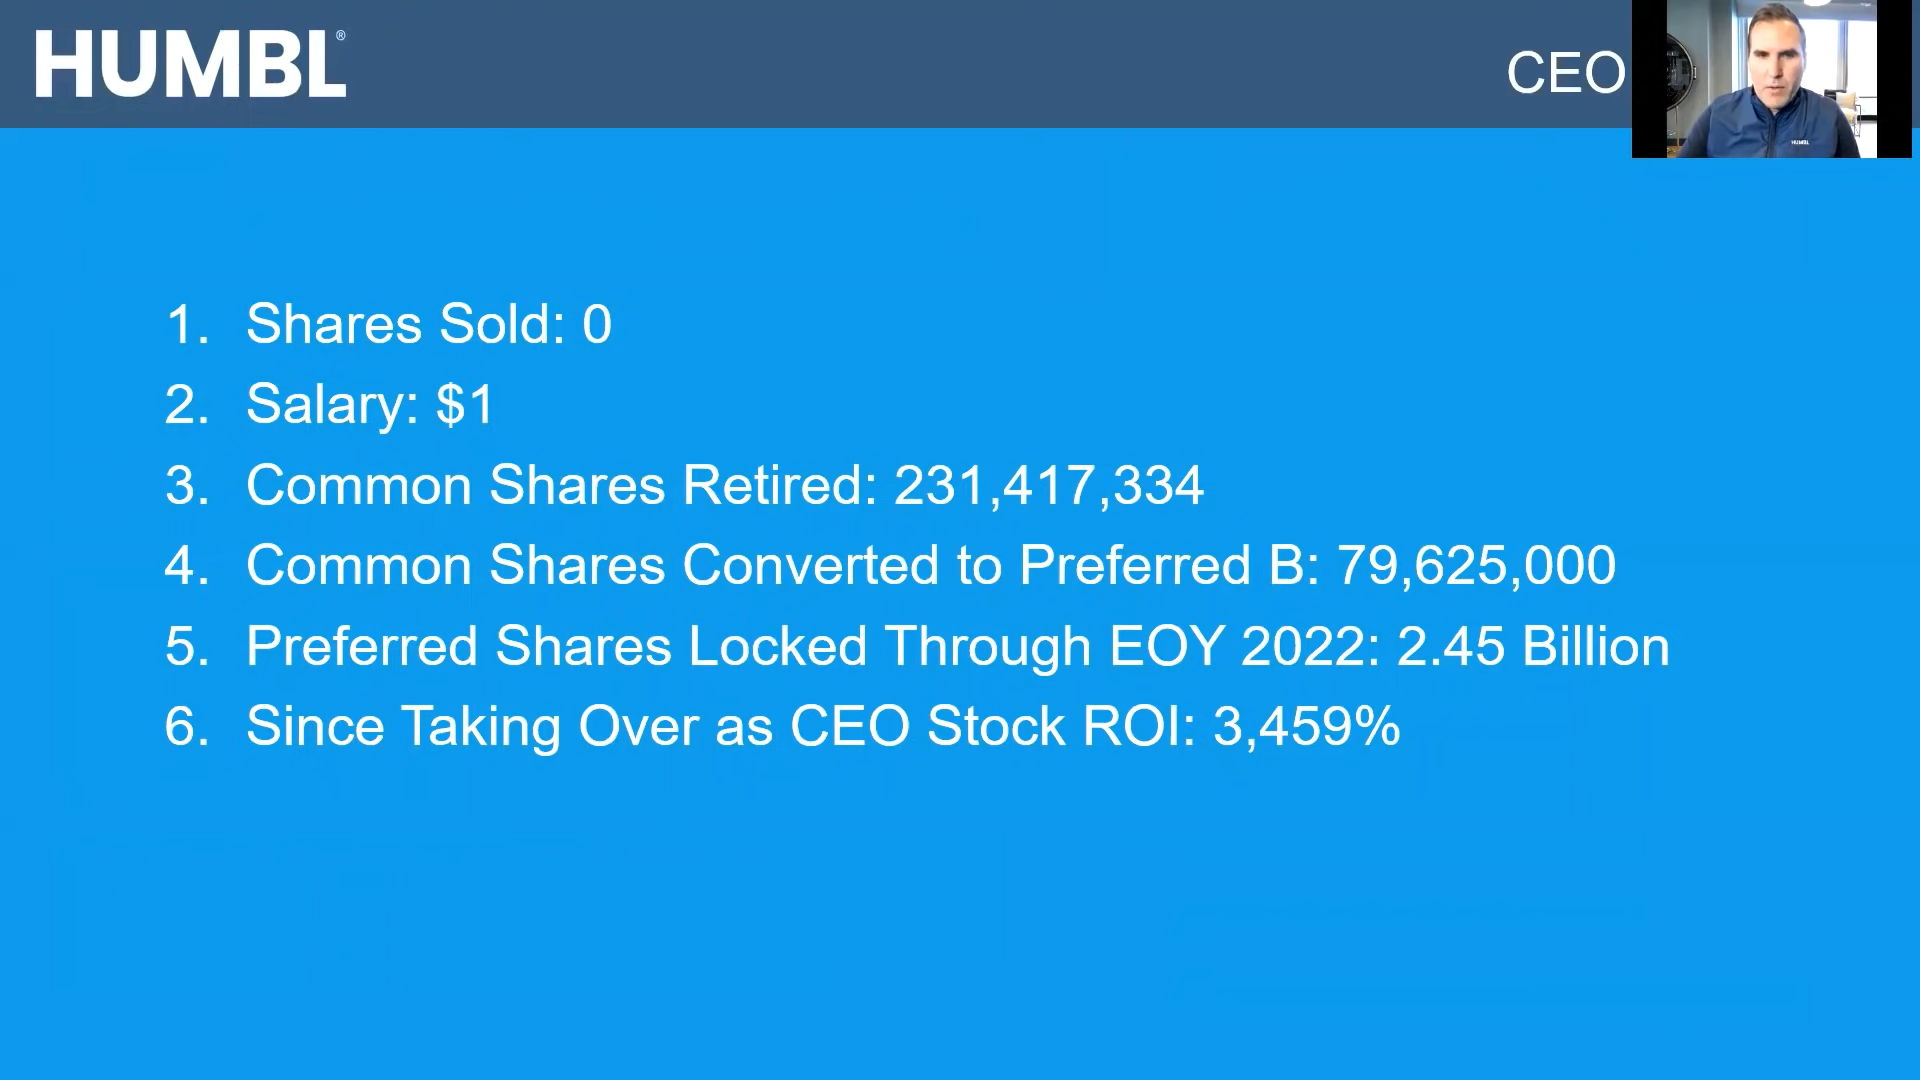 HUMBL®
CEO
HUMBL
1. Shares Sold: 0
2. Salary: $1
3. Common Shares Retired: 231,417,334
4. Common Shares Converted to Preferred B: 79,625,000
5. Preferred Shares Locked Through EOY 2022: 2.45 Billion
6. Since Taking Over as CEO Stock ROI: 3,459%